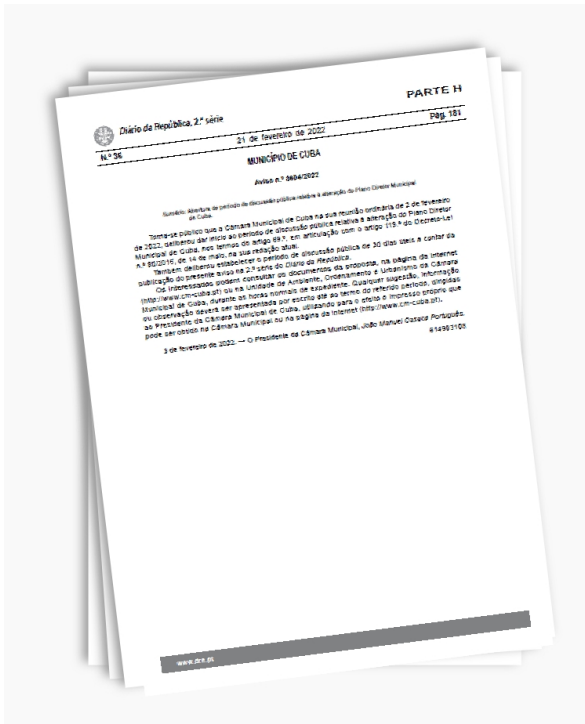 PARTE H
Diário da República, 2.ª série
N.º 36
21 de fevereiro de 2022
Pág. 181
MUNICÍPIO DE CUBA
Aviso n.º 3604/2022
Sumário: Abertura de período de discussão pública relativa à alteração do Plano Diretor Municipal
de Cuba.
Torna-se público que a Câmara Municipal de Cuba na sua reunião ordinária de 2 de fevereiro
de 2022, deliberou dar início ao período de discussão pública relativa à alteração do Plano Diretor
Municipal de Cuba, nos termos do artigo 89.º, em articulação com o artigo 119.º do Decreto-Lei
n.º 80/2015, de 14 de maio, na sua redação atual.
Também deliberou estabelecer o período de discussão pública de 30 dias úteis a contar da
publicação do presente aviso na 2.ª série do Diário da República.
Os interessados podem consultar os documentos da proposta, na página da Internet
(http://www.cm-cuba.pt) ou na Unidade de Ambiente, Ordenamento e Urbanismo da Câmara
Municipal de Cuba, durante as horas normais de expediente. Qualquer sugestão, informação
ou observação deverá ser apresentada por escrito até ao termo do referido período, dirigidas
ao Presidente da Câmara Municipal de Cuba, utilizando para o efeito o impresso próprio que
pode ser obtido na Câmara Municipal ou na página da Internet (http://www.cm-cuba.pt).
3 de fevereiro de 2022. — O Presidente da Câmara Municipal, João Manuel Casaca Português.
www.dre.pt